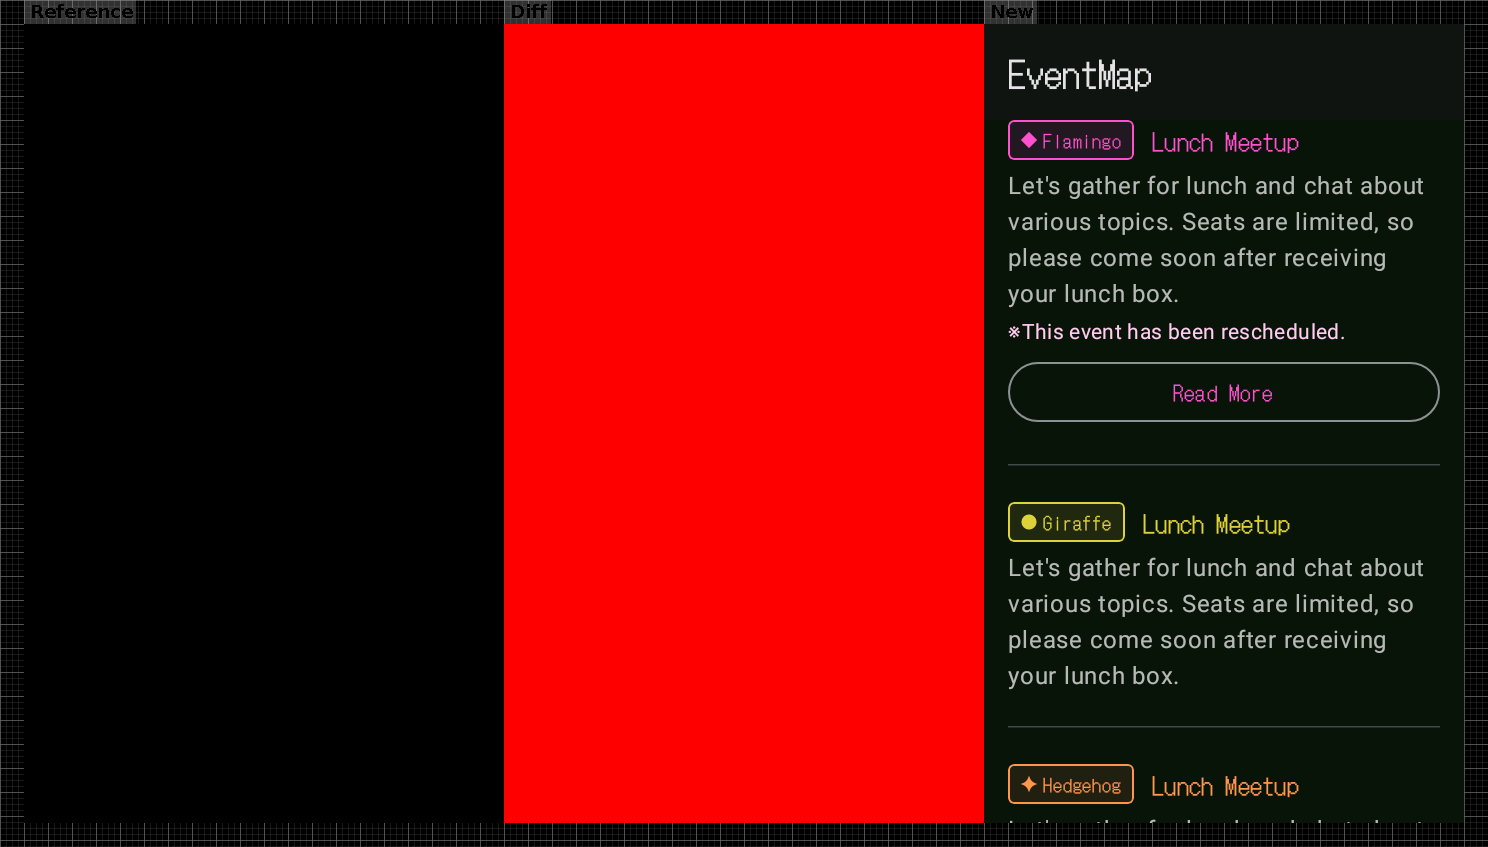 Reference
Diff
New
EventMap
Flamingo Lunch Meetup
Let's gather for lunch and chat about
various topics. Seats are limited, so
please come soon after receiving
your lunch box.
※This event has been rescheduled.
Read More
Giraffe Lunch Meetup
Let's gather for lunch and chat about
various topics. Seats are limited, so
please come soon after receiving
your lunch box.
Hedgehog Lunch Meetup